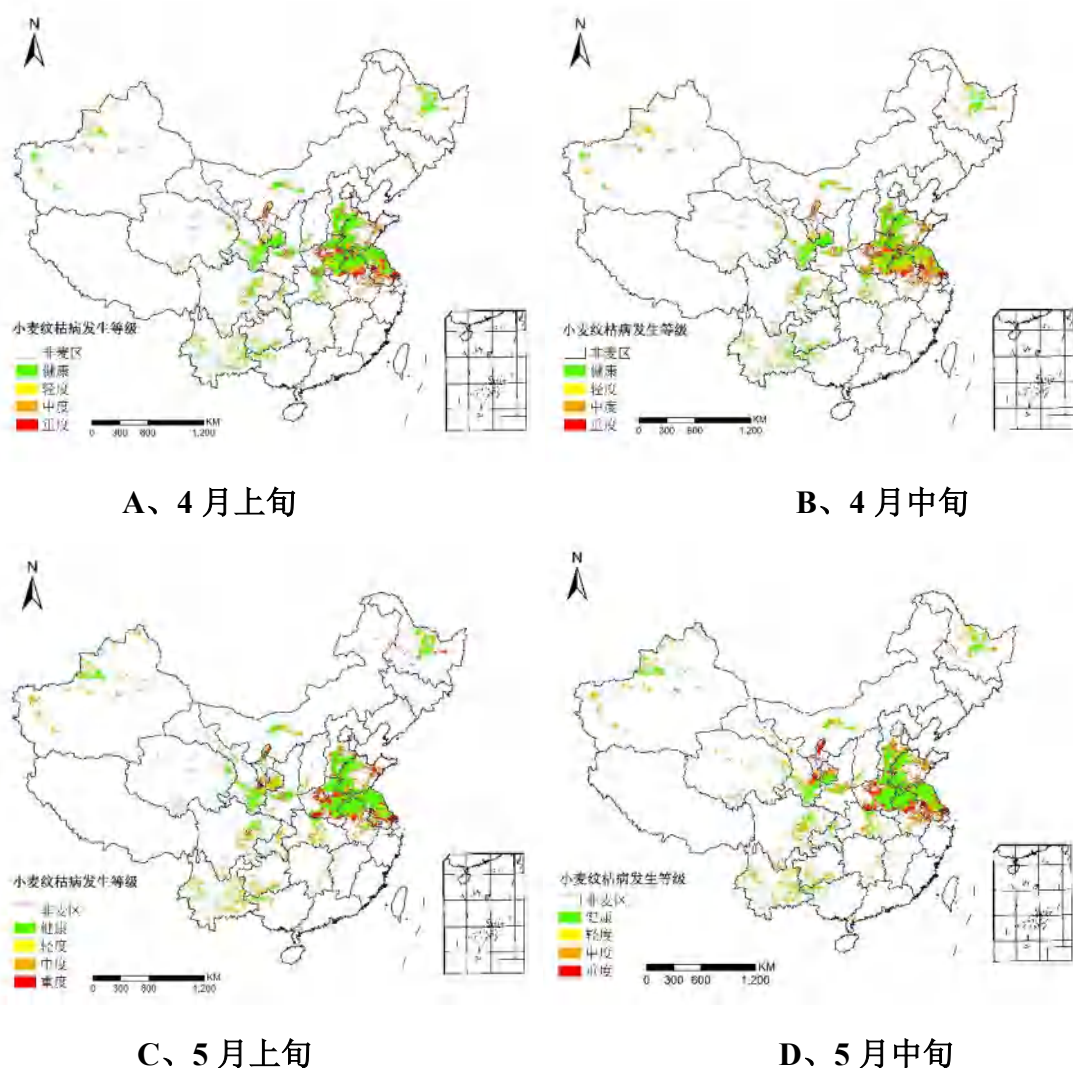 N
小麦纹枯病发生等级
非麦区
健康
轻度
中度
重度
KM
0 300 600 1,200
A、4 月上旬
N
小麦纹枯病发生等级
非麦区
健康
轻度
中度
重度
KM
0 300 600 1,200
B、4 月中旬
N
小麦纹枯病发生等级
非麦区
健康
轻度
中度
重度
KM
0 300 600 1,200
C、5 月上旬
N
小麦纹枯病发生等级
非麦区
健康
轻度
中度
重度
KM
0 300 600 1,200
D、5 月中旬